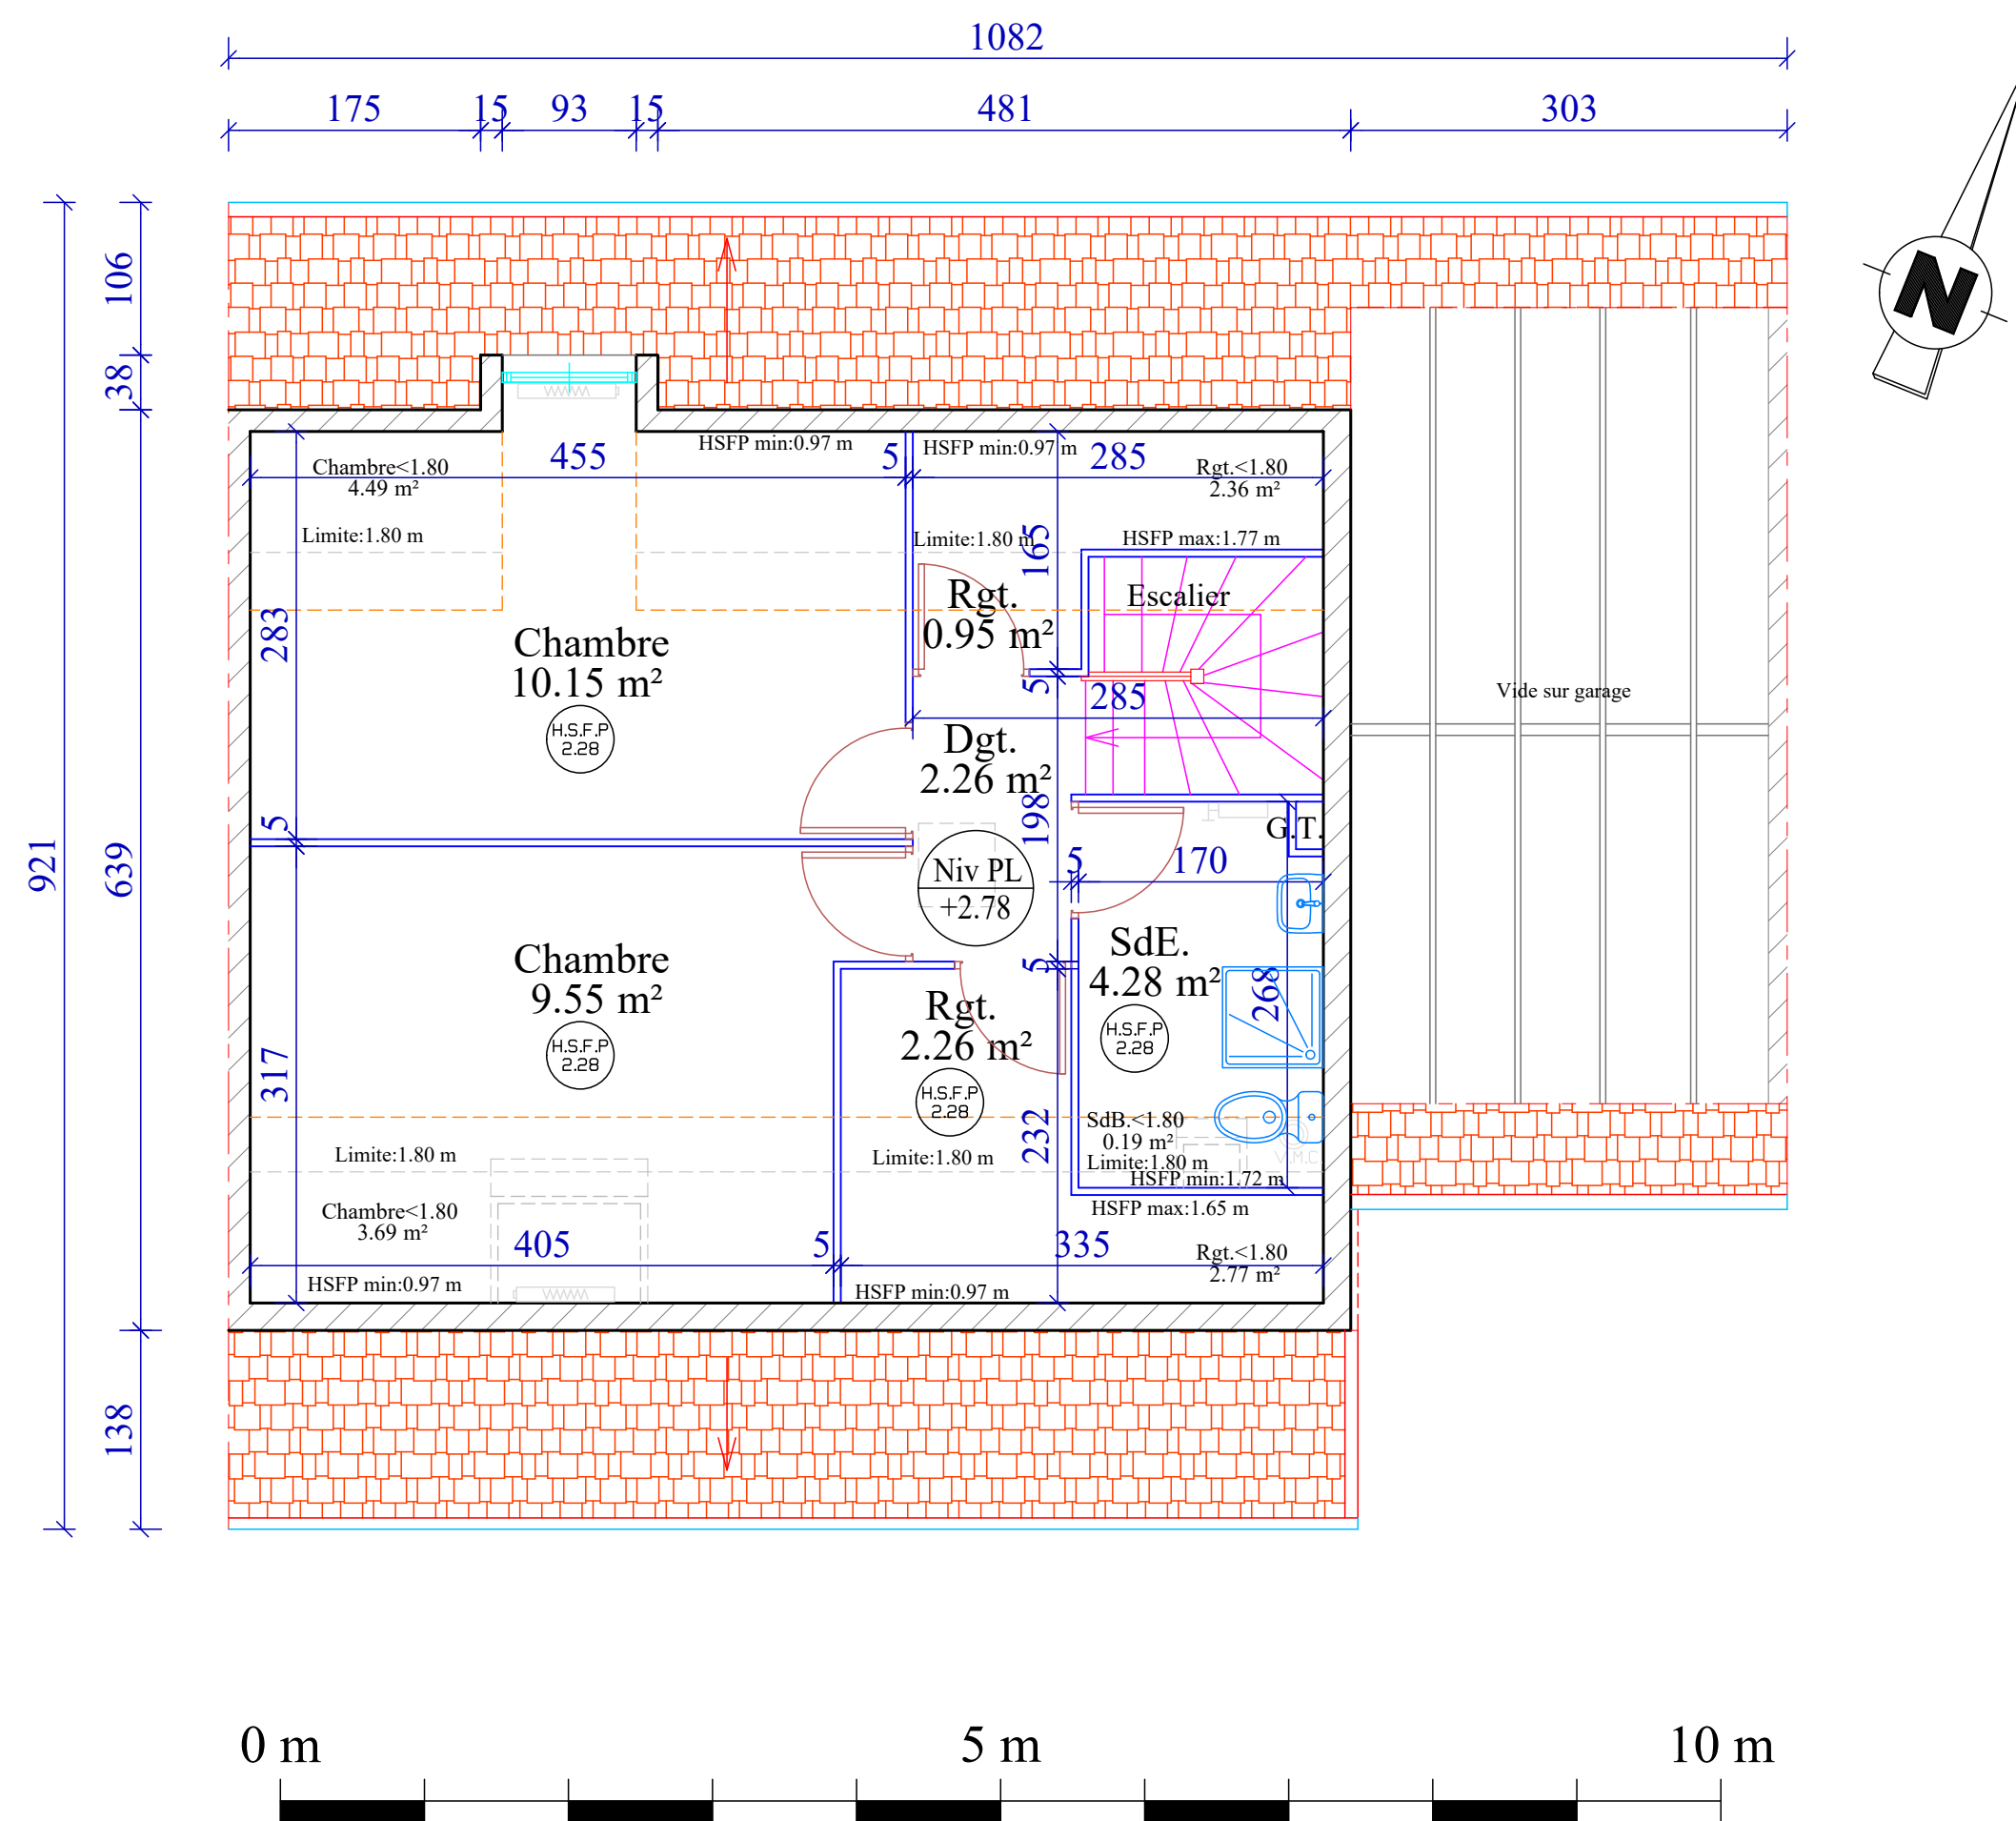 1082
175 15 93 15 481 303
106
38
921
639
138
N
HSFP min:0.97 m
HSFP min:0.97 m
455
5
285
Chambre<1.80
4.49 m²
Rgt.<1.80
2.36 m²
Limite:1.80 m
Limite:1.80 m
HSFP max:1.77 m
165
Rgt.
0.95 m²
Escalier
283
Chambre
10.15 m²
H.S.F.P
2.28
5
285
Vide sur garage
Dgt.
2.26 m²
198
5
G.T.
Niv PL
+2.78
5
170
SdE.
4.28 m²
H.S.F.P
2.28
268
5
Chambre
9.55 m²
H.S.F.P
2.28
Rgt.
2.26 m²
H.S.F.P
2.28
317
232
SdB.<1.80
0.19 m²
Limite:1.80 m
V.M.C
HSFP min:1.72 m
HSFP max:1.65 m
Limite:1.80 m
Limite:1.80 m
Chambre<1.80
3.69 m²
405
5
335
Rgt.<1.80
2.77 m²
HSFP min:0.97 m
HSFP min:0.97 m
0 m 5 m 10 m